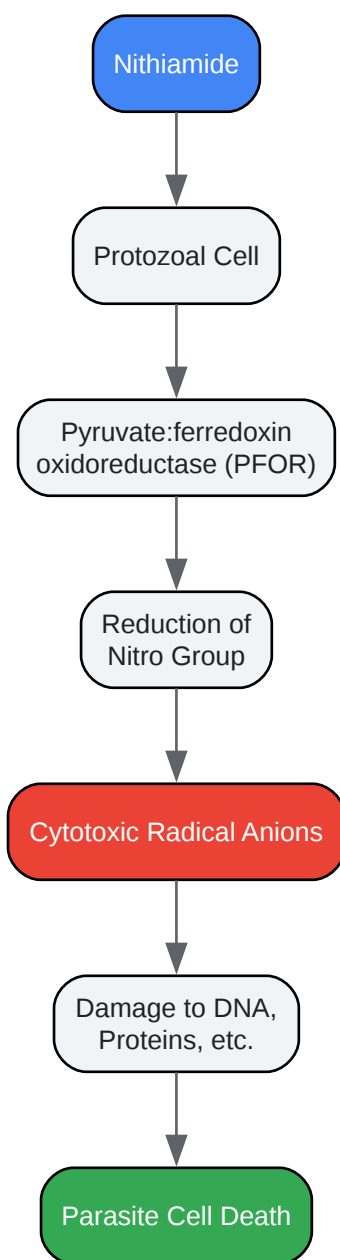 Nithiamide
Protozoal Cell
Pyruvate:ferredoxin
oxidoreductase (PFOR)
Reduction of
Nitro Group
Cytotoxic Radical Anions
Damage to DNA,
Proteins, etc.
Parasite Cell Death